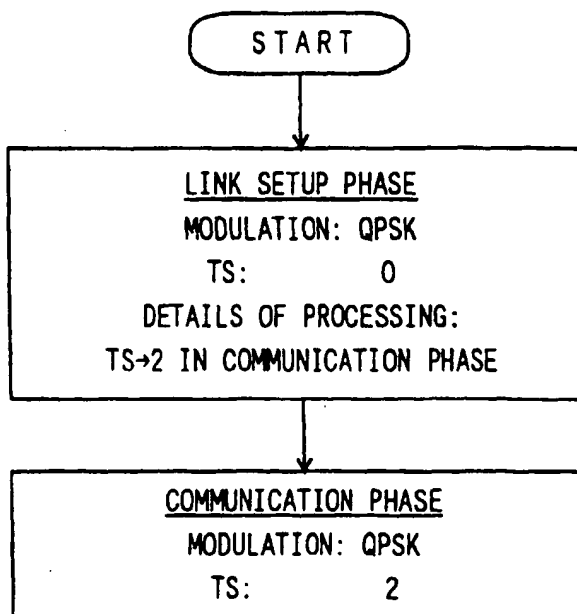 START
LINK SETUP PHASE
MODULATION: QPSK
TS: 0
DETAILS OF PROCESSING:
TS→2 IN COMMUNICATION PHASE
COMMUNICATION PHASE
MODULATION: QPSK
TS: 2